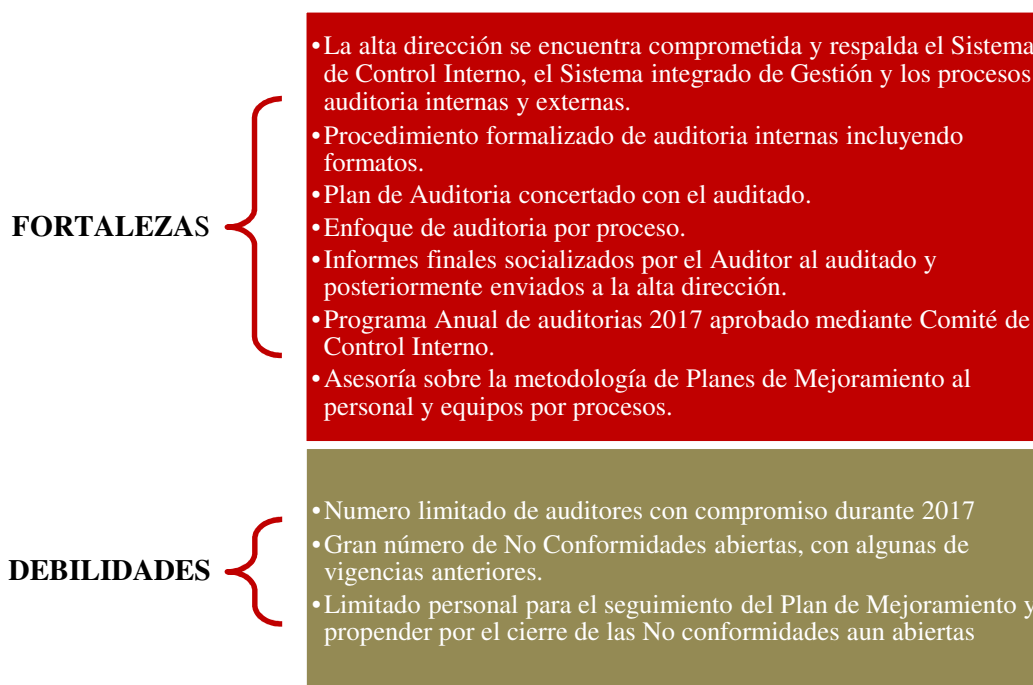 •La alta dirección se encuentra comprometida y respalda el Sistema
de Control Interno, el Sistema integrado de Gestión y los procesos
auditoria internas y externas.
•Procedimiento formalizado de auditoria internas incluyendo
formatos.
•Plan de Auditoria concertado con el auditado.
FORTALEZAS
•Enfoque de auditoria por proceso.
•Informes finales socializados por el Auditor al auditado y
posteriormente enviados a la alta dirección.
•Programa Anual de auditorias 2017 aprobado mediante Comité de
Control Interno.
•Asesoría sobre la metodología de Planes de Mejoramiento al
personal y equipos por procesos.
•Numero limitado de auditores con compromiso durante 2017
•Gran número de No Conformidades abiertas, con algunas de
vigencias anteriores.
DEBILIDADES
•Limitado personal para el seguimiento del Plan de Mejoramiento y
propender por el cierre de las No conformidades aun abiertas